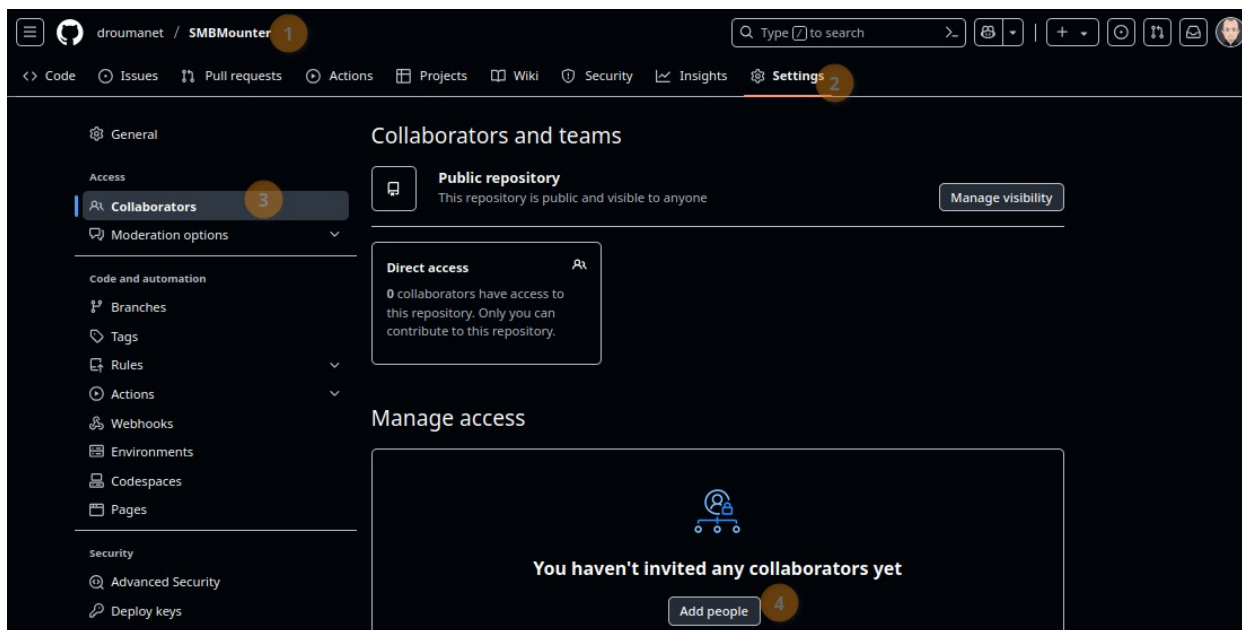 droumanet / SMBMounter 1
Type / to search
Code Issues Pull requests Actions Projects Wiki Security Insights Settings 2
General
Access
Collaborators 3
Moderation options
Code and automation
Branches
Tags
Rules
Actions
Webhooks
Environments
Codespaces
Pages
Security
Advanced Security
Deploy keys
Collaborators and teams
Public repository
This repository is public and visible to anyone
Manage visibility
Direct access
0 collaborators have access to
this repository. Only you can
contribute to this repository.
Manage access
You haven't invited any collaborators yet
Add people 4